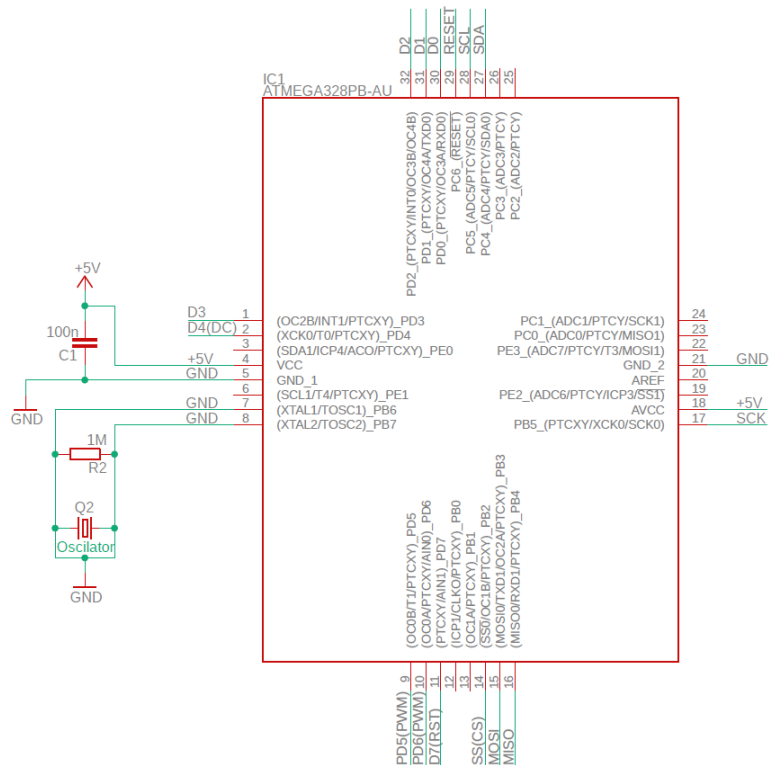 D2
D1
D0
RESET
SCL
SDA
32
31
30
29
28
27
26
25
IC1
ATMEGA328PB-AU
PD2_(PTCXY/INT0/OC3B/OC4B)
PD1_(PTCXY/OC4A/TXD0)
PD0_(PTCXY/OC3A/RXD0)
PC6_(RESET)
PC5_(ADC5/PTCY/SCL0)
PC4_(ADC4/PTCY/SDA0)
PC3_(ADC3/PTCY)
PC2_(ADC2/PTCY)
+5V
100n
C1
GND
D3 1 (OC2B/INT1/PTCXY)_PD3
D4(DC) 2 (XCK0/T0/PTCXY)_PD4
3 (SDA1/ICP4/ACO/PTCXY)_PE0
+5V 4 VCC
GND 5 GND_1
6 (SCL1/T4/PTCXY)_PE1
GND 7 (XTAL1/TOSC1)_PB6
GND 8 (XTAL2/TOSC2)_PB7
PC1_(ADC1/PTCY/SCK1) 24
PC0_(ADC0/PTCY/MISO1) 23
PE3_(ADC7/PTCY/T3/MOSI1) 22
GND_2 21 GND
AREF 20
PE2_(ADC6/PTCY/ICP3/SS1) 19
AVCC 18 +5V
PB5_(PTCXY/XCK0/SCK0) 17 SCK
1M
R2
Q2
Oscilator
GND
(OC0B/T1/PTCXY)_PD5
(OC0A/PTCXY/AIN0)_PD6
(PTCXY/AIN1)_PD7
(ICP1/CLKO/PTCXY)_PB0
(OC1A/PTCXY)_PB1
(SS0/OC1B/PTCXY)_PB2
(MOSI0/TXD1/OC2A/PTCXY)_PB3
(MISO0/RXD1/PTCXY)_PB4
9
10
11
12
13
14
15
16
PD5(PWM)
PD6(PWM)
D7(RST)
SS(CS)
MOSI
MISO